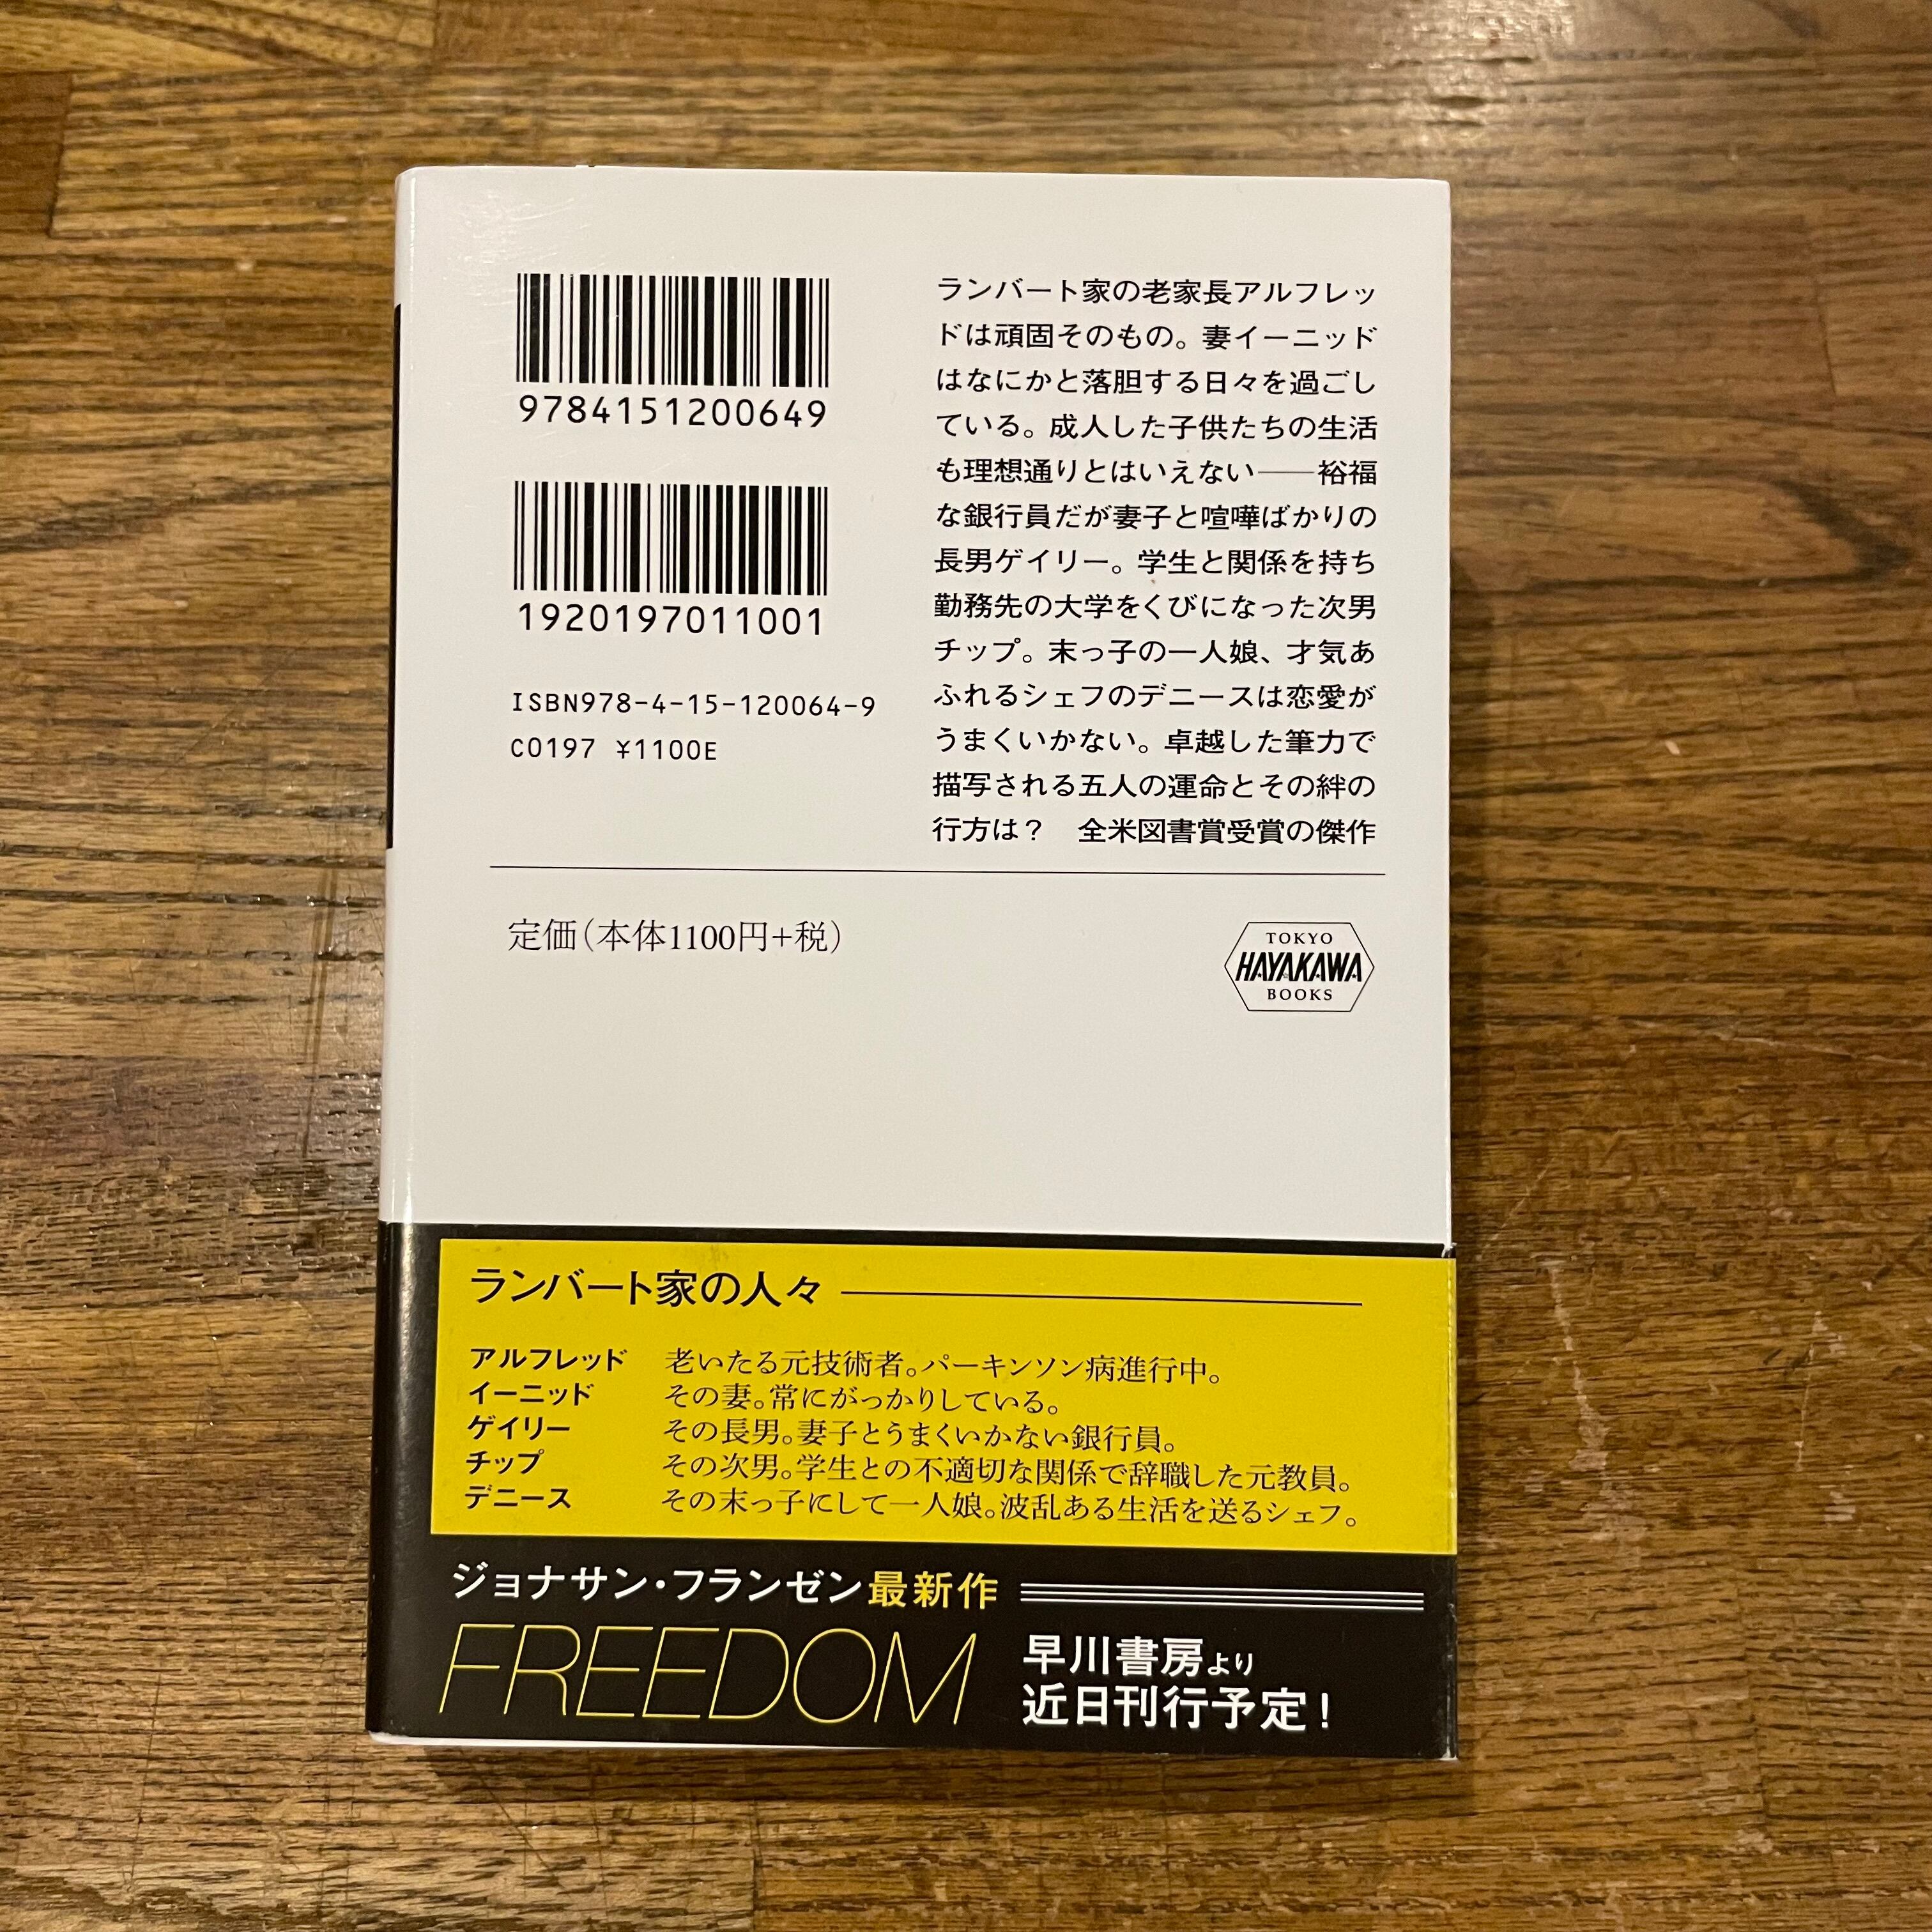 9784151200649
1920197011001
ISBN978-4-15-120064-9
C0197 ¥1100E
ランバート家の老家長アルフレッ
ドは頑固そのもの。妻イーニッド
はなにかと落胆する日々を過ごし
ている。成人した子供たちの生活
も理想通りとはいえない――裕福
な銀行員だが妻子と喧嘩ばかりの
長男ゲイリー。学生と関係を持ち
勤務先の大学をくびになった次男
チップ。末っ子の一人娘、才気あ
ふれるシェフのデニースは恋愛が
うまくいかない。卓越した筆力で
描写される五人の運命とその絆の
行方は？　全米図書賞受賞の傑作
定価(本体1100円+税)
TOKYO
HAYAKAWA
BOOKS
ランバート家の人々
アルフレッド 老いたる元技術者。パーキンソン病進行中。
イーニッド その妻。常にがっかりしている。
ゲイリー その長男。妻子とうまくいかない銀行員。
チップ その次男。学生との不適切な関係で辞職した元教員。
デニース その末っ子にして一人娘。波乱ある生活を送るシェフ。
ジョナサン・フランゼン最新作
FREEDOM
早川書房より
近日刊行予定！